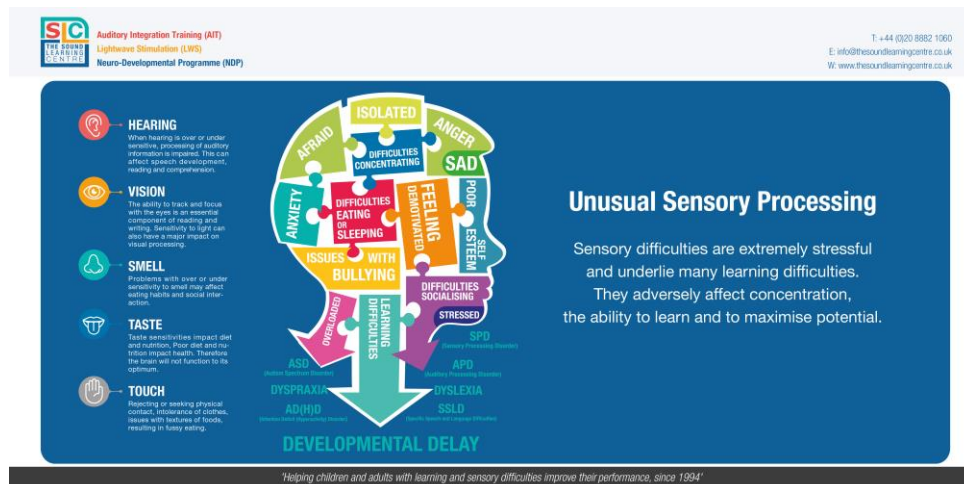 SLC
THE SOUND
LEARNING
CENTRE
Auditory Integration Training (AIT)
Lightwave Stimulation (LWS)
Neuro-Developmental Programme (NDP)
T: +44 (0)20 8882 1060
E: info@thesoundlearningcentre.co.uk
W: www.thesoundlearningcentre.co.uk
HEARING
When hearing is over or under
sensitive, processing of auditory
information is impaired. This can
affect speech development,
reading and comprehension.
VISION
The ability to track and focus
with the eyes is an essential
component of reading and
writing. Sensitivity to light can
also have a major impact on
visual processing.
SMELL
Problems with over or under
sensitivity to smell may affect
eating habits and social inter-
action.
TASTE
Taste sensitivities impact diet
and nutrition, Poor diet and nu-
trition impact health. Therefore
the brain will not function to its
optimum.
TOUCH
Rejecting or seeking physical
contact, intolerance of clothes,
issues with textures of foods,
resulting in fussy eating.
ISOLATED
AFRAID
ANGER
DIFFICULTIES
CONCENTRATING
SAD
ANXIETY
DIFFICULTIES
EATING
OR
SLEEPING
FEELING
DEMOTIVATED
POOR
SELF
ESTEEM
ISSUES WITH
BULLYING
DIFFICULTIES
SOCIALISING
STRESSED
OVERLOADED
LEARNING
DIFFICULTIES
ASD
(Autism Spectrum Disorder)
DYSPRAXIA
AD(H)D
(Attention Deficit (Hyperactivity) Disorder)
SPD
(Sensory Processing Disorder)
APD
(Auditory Processing Disorder)
DYSLEXIA
SSLD
(Specific Speech and Language Difficulties)
DEVELOPMENTAL DELAY
Unusual Sensory Processing
Sensory difficulties are extremely stressful
and underlie many learning difficulties.
They adversely affect concentration,
the ability to learn and to maximise potential.
'Helping children and adults with learning and sensory difficulties improve their performance, since 1994'